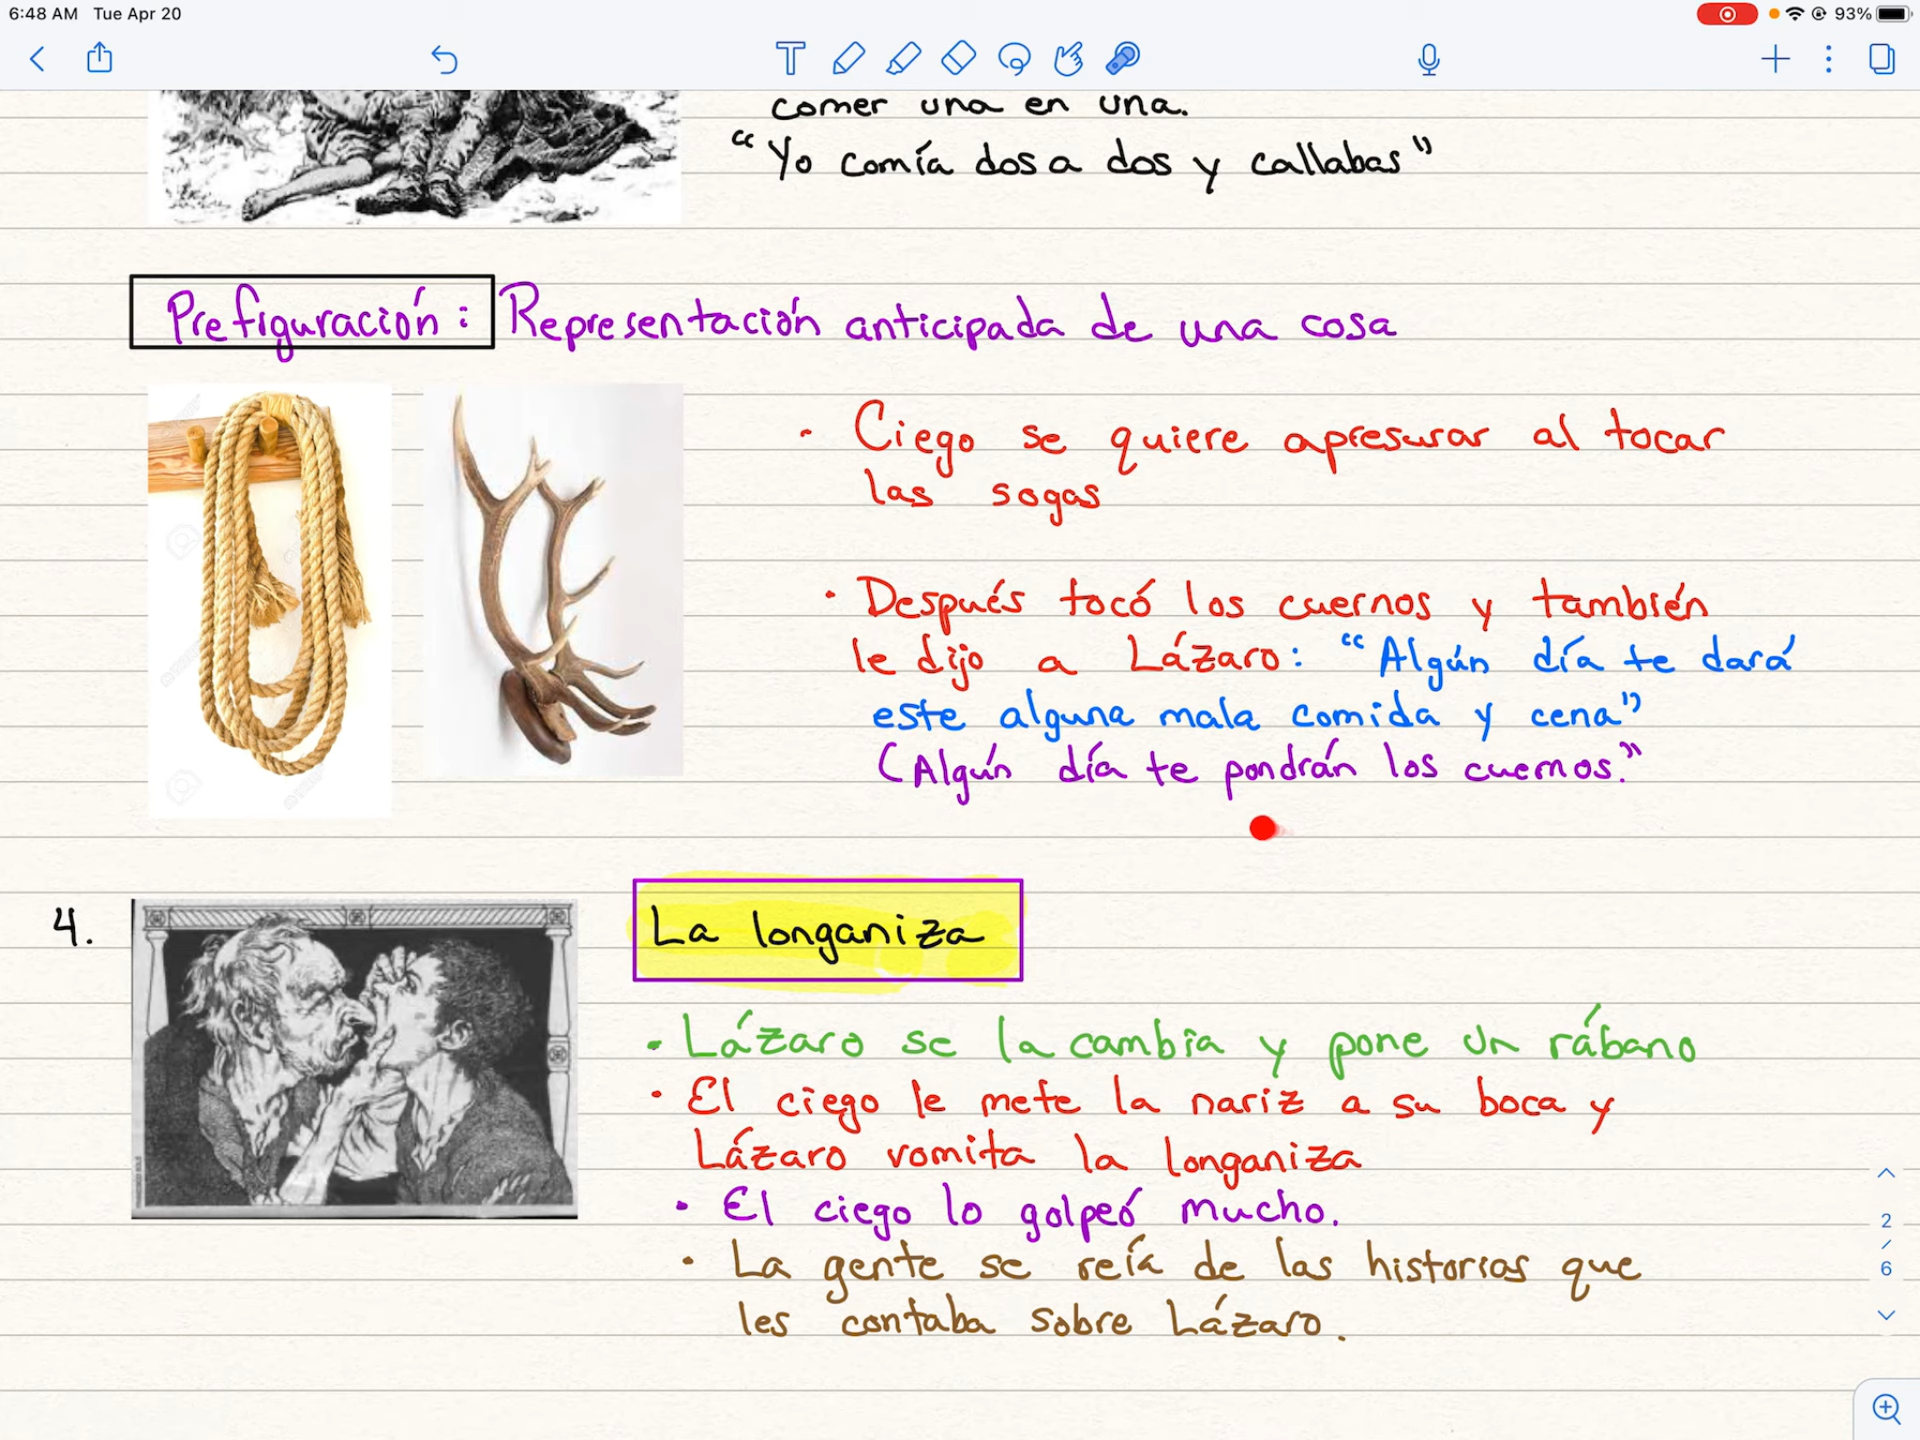 6:48 AM Tue Apr 20
93%
comer una en una.
"Yo comía dos a dos y callabas"
Prefiguración: Representación anticipada de una cosa
· Ciego se quiere apresurar al tocar
las sogas
· Después tocó los cuernos y también
le dijo a Lázaro: "Algún día te dará
este alguna mala comida y cena"
(Algún día te pondrán los cuernos."
4.
La longaniza
· Lázaro se la cambia y pone un rábano
· El ciego le mete la nariz a su boca y
Lázaro vomita la longaniza
· El ciego lo golpeó mucho.
· La gente se reía de las historias que
les contaba sobre Lázaro.
2
/
6